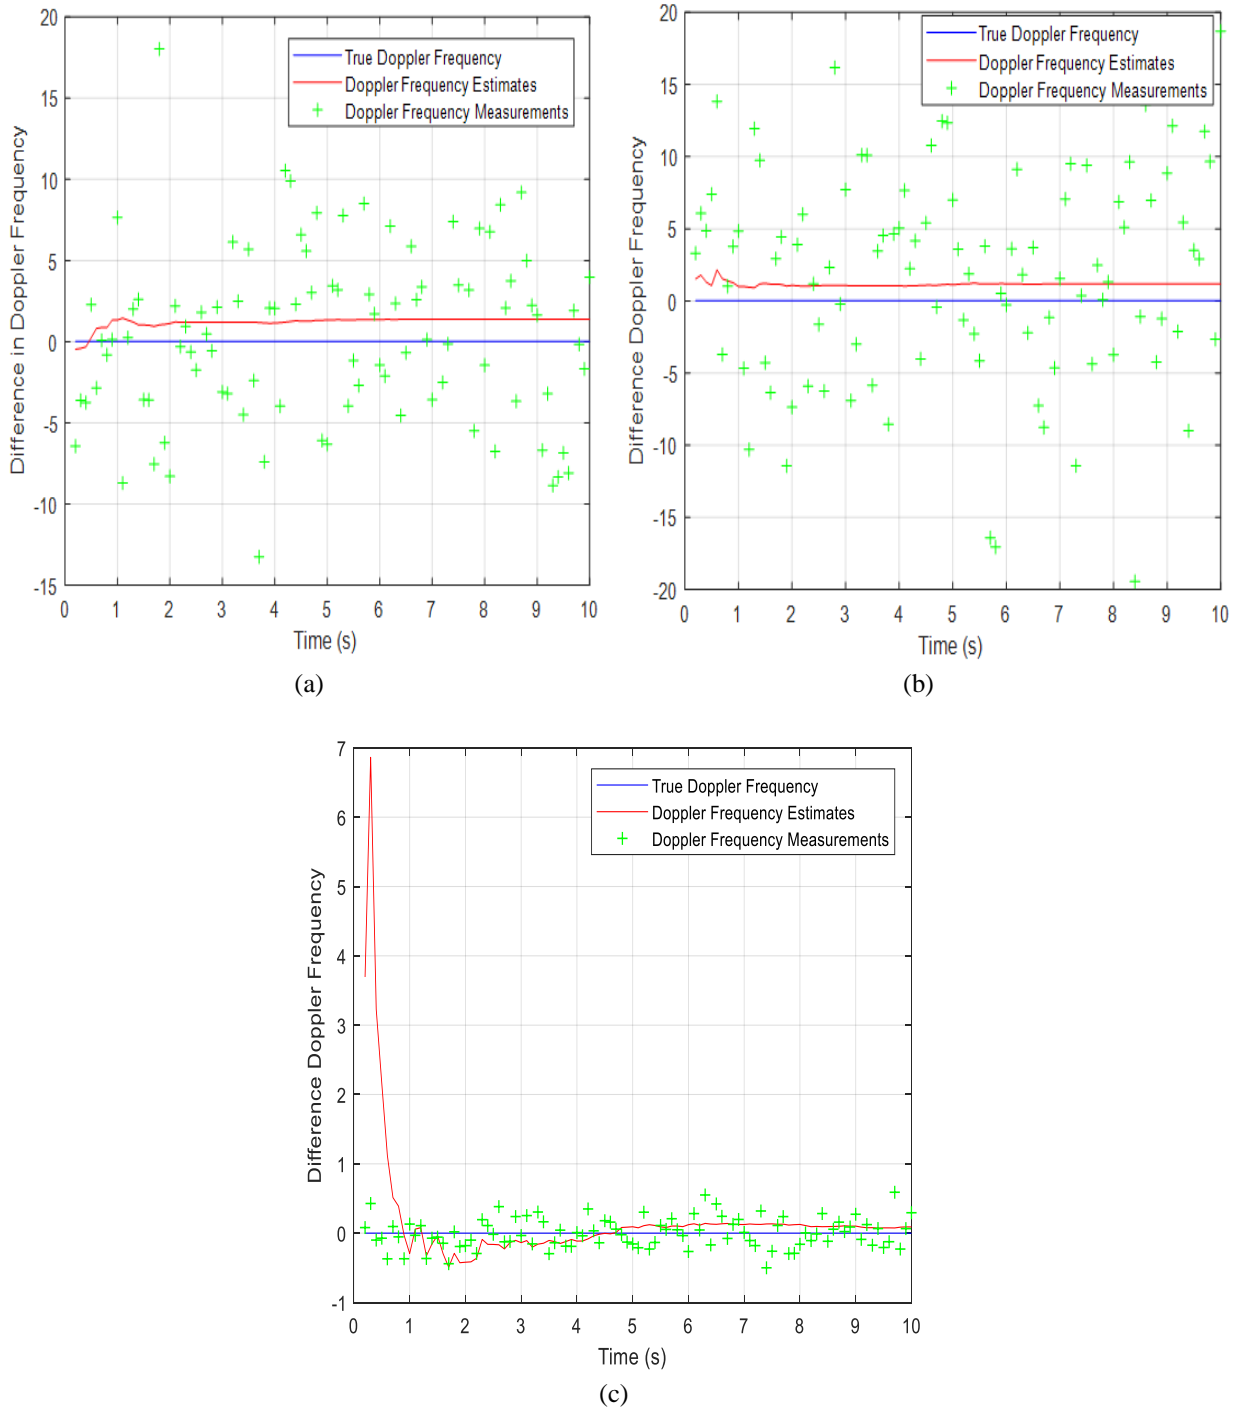 20
15
10
5
0
-5
-10
-15
Difference in Doppler Frequency
True Doppler Frequency
Doppler Frequency Estimates
Doppler Frequency Measurements
0 1 2 3 4 5 6 7 8 9 10
Time (s)
(a)
20
15
10
5
0
-5
-10
-15
-20
Difference Doppler Frequency
True Doppler Frequency
Doppler Frequency Estimates
Doppler Frequency Measurements
0 1 2 3 4 5 6 7 8 9 10
Time (s)
(b)
7
6
5
4
3
2
1
0
-1
Difference Doppler Frequency
True Doppler Frequency
Doppler Frequency Estimates
Doppler Frequency Measurements
0 1 2 3 4 5 6 7 8 9 10
Time (s)
(c)